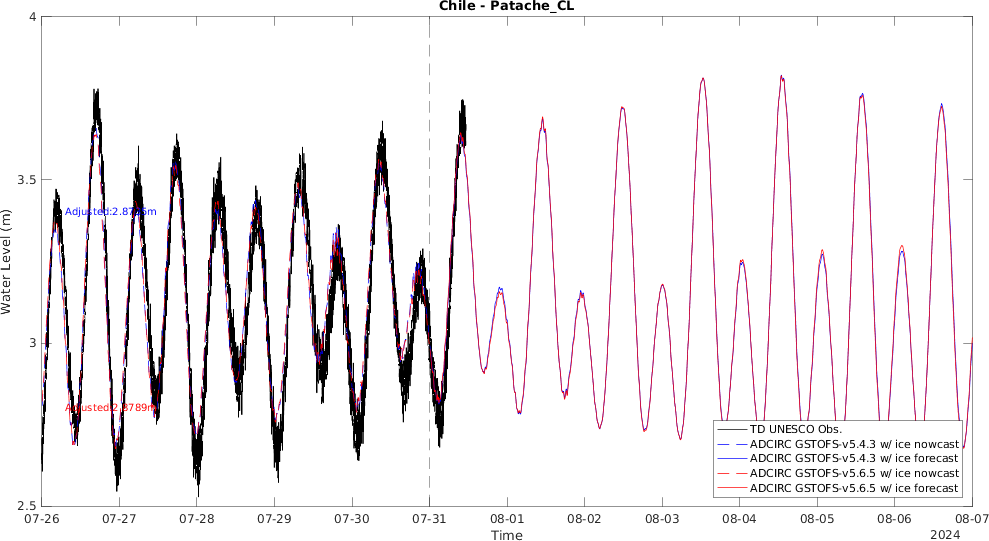 Chile - Patache_CL
Water Level (m)
4
3.5
3
2.5
Adjusted:2.8789m
07-26
07-27
07-28
07-29
07-30
07-31
08-01
08-02
08-03
08-04
08-05
08-06
08-07
Time
2024
TD UNESCO Obs.
ADCIRC GSTOFS-v5.4.3 w/ ice nowcast
ADCIRC GSTOFS-v5.4.3 w/ ice forecast
ADCIRC GSTOFS-v5.6.5 w/ ice nowcast
ADCIRC GSTOFS-v5.6.5 w/ ice forecast